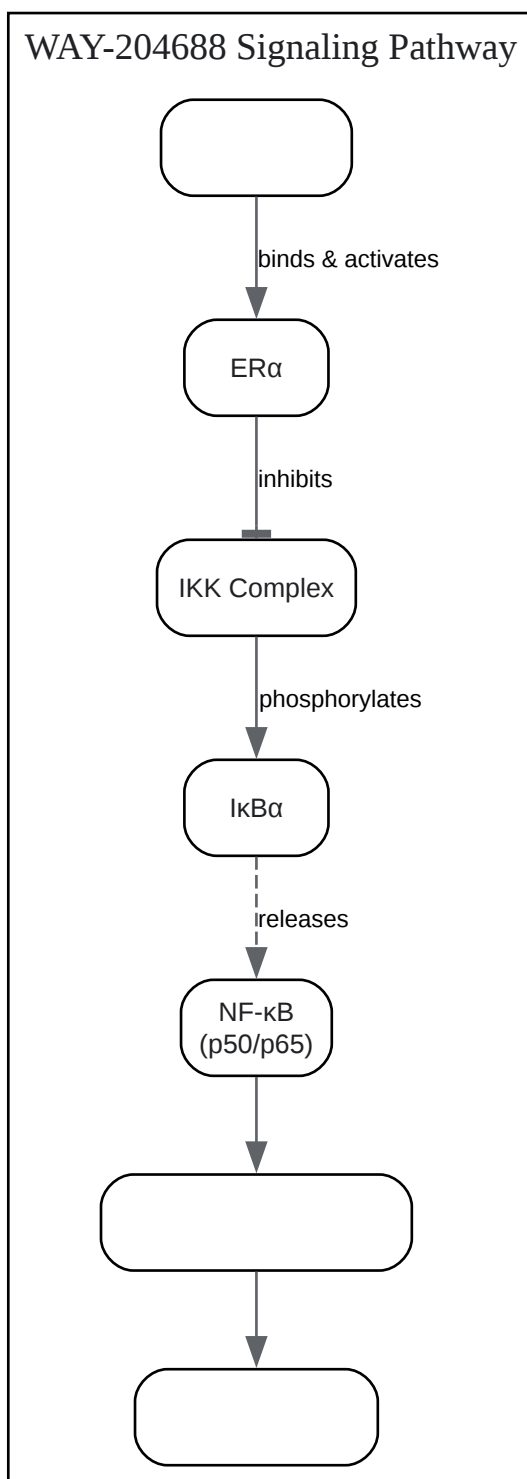 WAY-204688 Signaling Pathway
binds & activates
ERα
inhibits
IKK Complex
phosphorylates
IκBα
releases
NF-κB
(p50/p65)